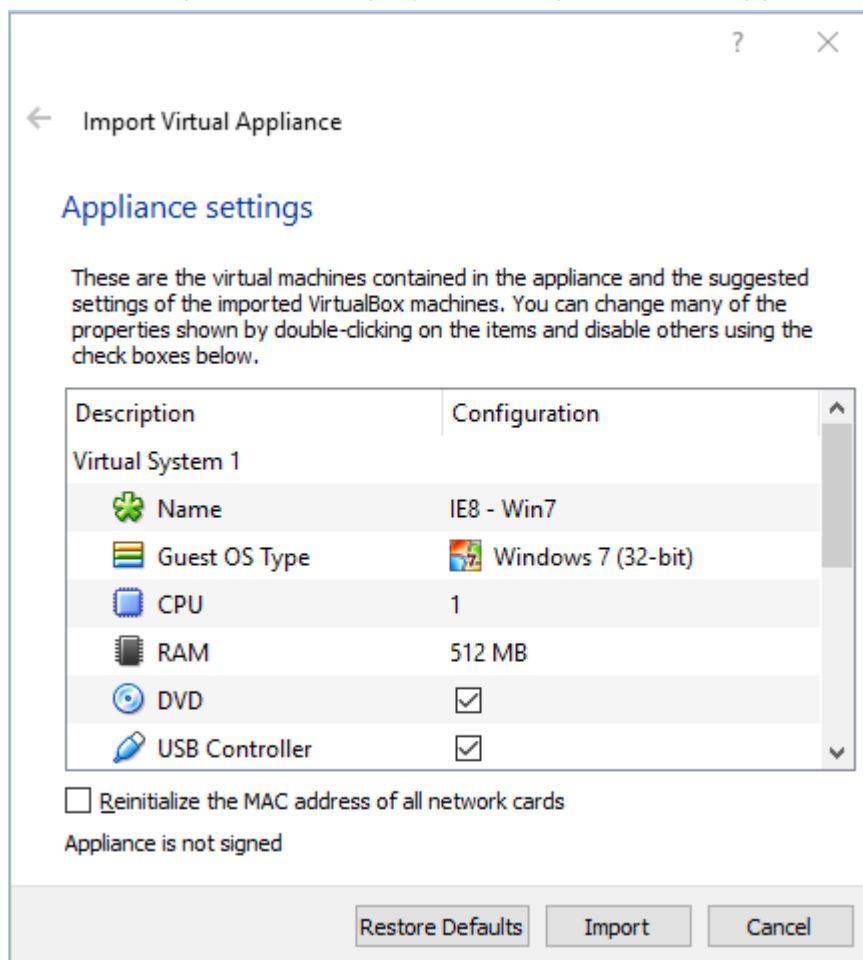 ?
Import Virtual Appliance
Appliance settings
These are the virtual machines contained in the appliance and the suggested
settings of the imported VirtualBox machines. You can change many of the
properties shown by double-clicking on the items and disable others using the
check boxes below.
Description Configuration
Virtual System 1
Name IE8 - Win7
Guest OS Type Windows 7 (32-bit)
CPU 1
RAM 512 MB
DVD
USB Controller
Reinitialize the MAC address of all network cards
Appliance is not signed
Restore Defaults Import Cancel